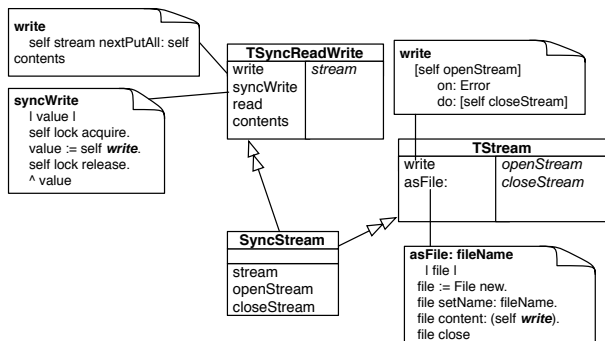 write
self stream nextPutAll: self
contents
syncWrite
| value |
self lock acquire.
value := self write.
self lock release.
^ value
TSyncReadWrite
write
syncWrite
read
contents
stream
write
[self openStream]
on: Error
do: [self closeStream]
TStream
write
asFile:
openStream
closeStream
SyncStream
stream
openStream
closeStream
asFile: fileName
| file |
file := File new.
file setName: fileName.
file content: (self write).
file close